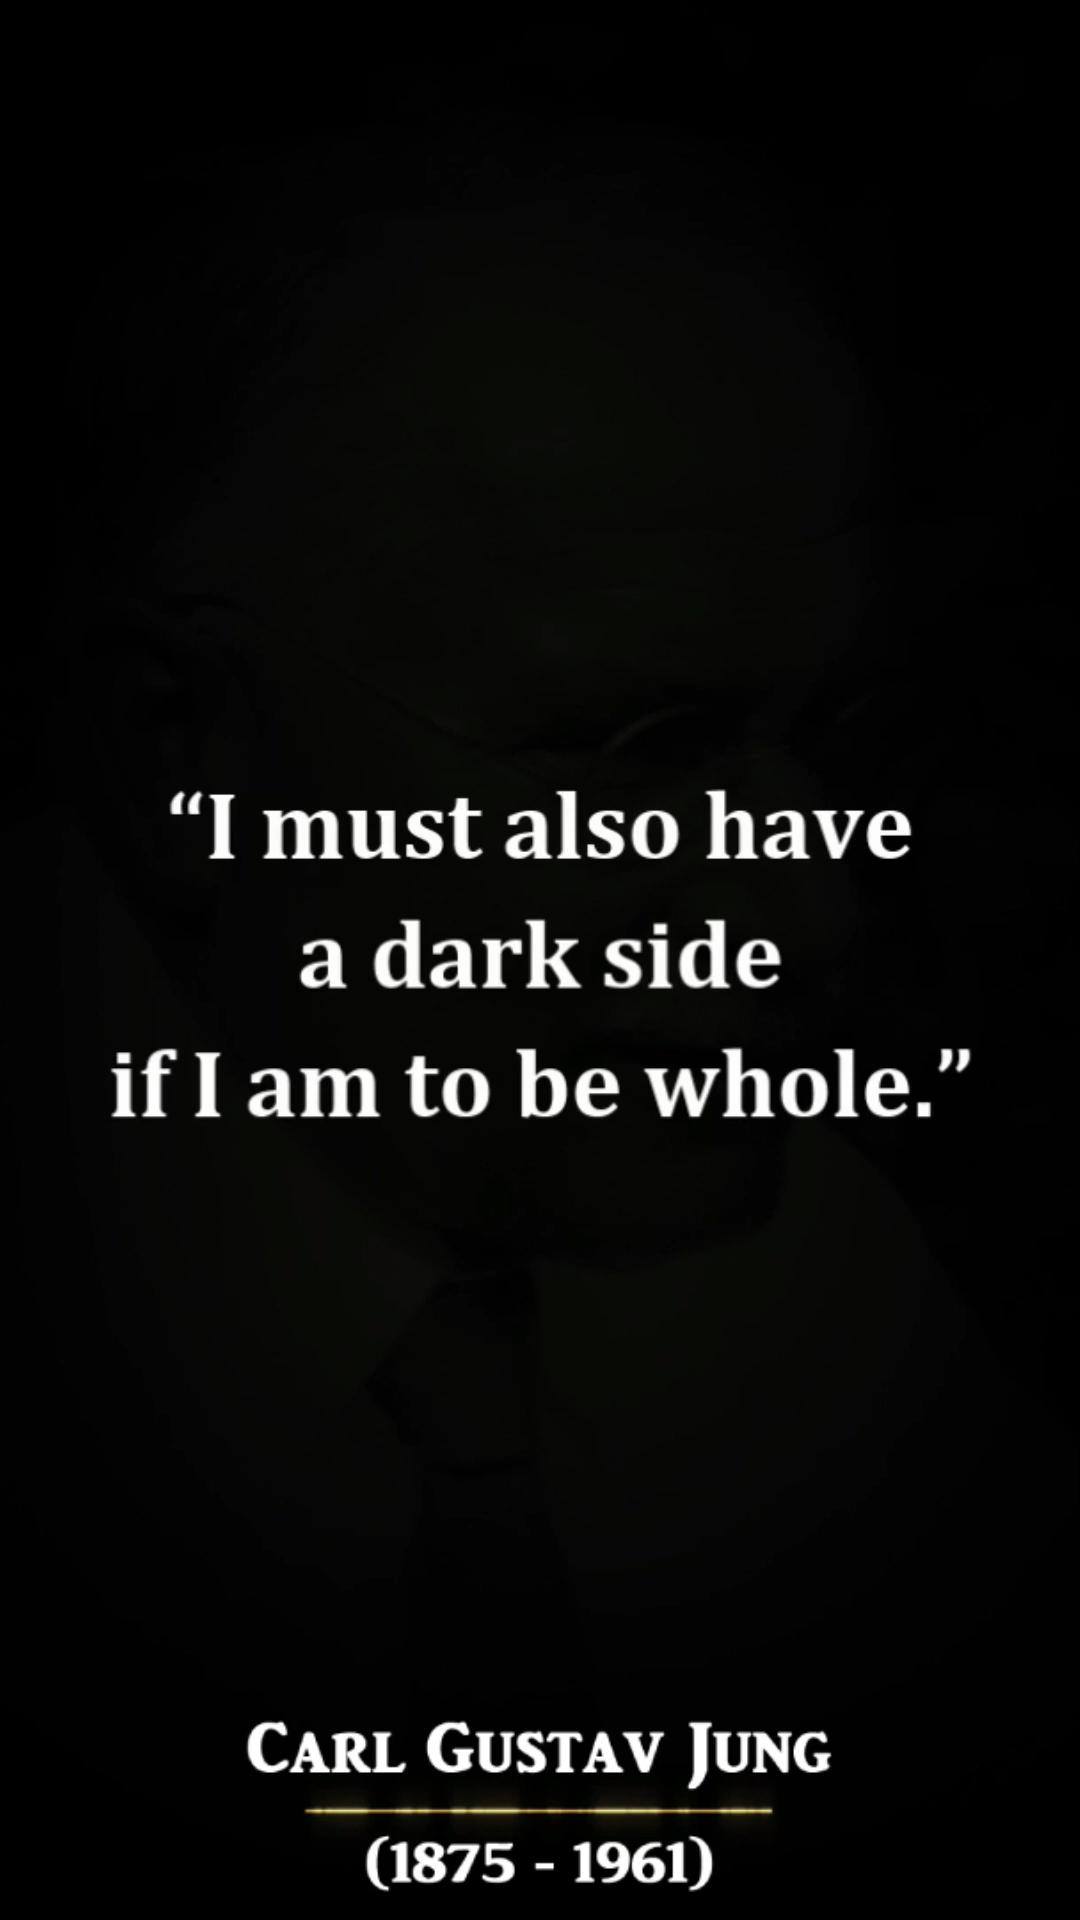 “I must also have
a dark side
if I am to be whole.”
Carl Gustav Jung
(1875 - 1961)